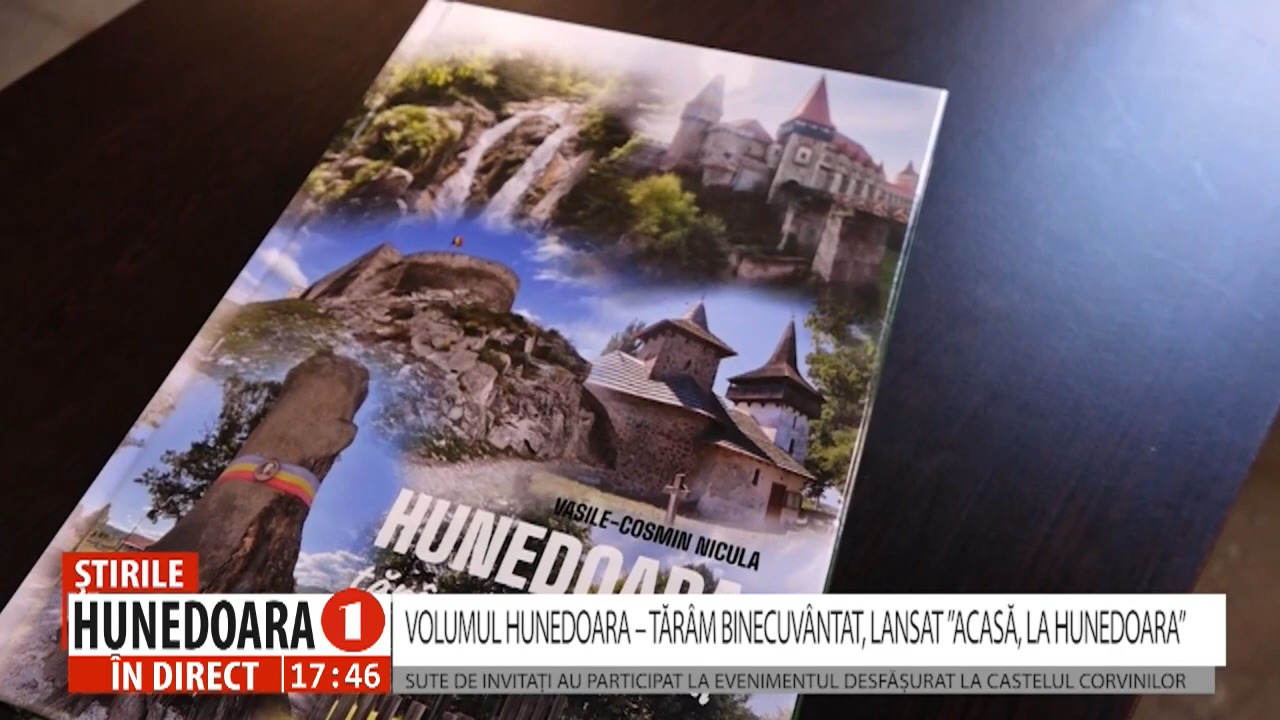 VASILE-COSMIN NICULA
HUNEDOARA
ŞTIRILE
HUNEDOARA 1
ÎN DIRECT 17:46
VOLUMUL HUNEDOARA – TĂRÂM BINECUVÂNTAT, LANSAT ”ACASĂ, LA HUNEDOARA”
SUTE DE INVITAȚI AU PARTICIPAT LA EVENIMENTUL DESFĂȘURAT LA CASTELUL CORVINILOR